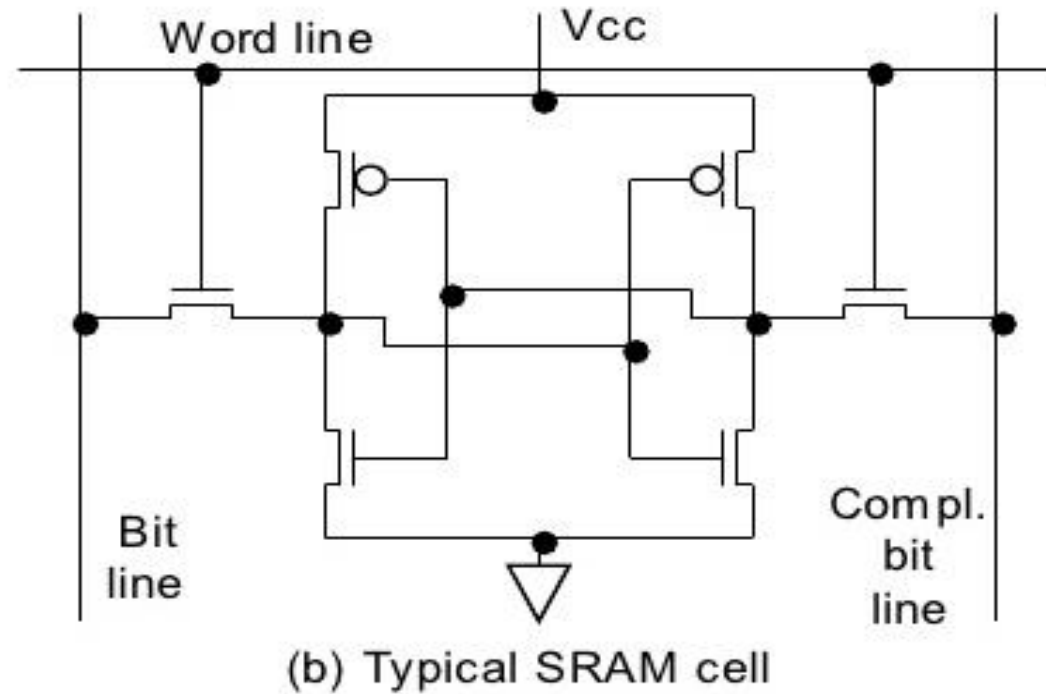 Word line
Vcc
Bit
line
Compl.
bit
line
(b) Typical SRAM cell